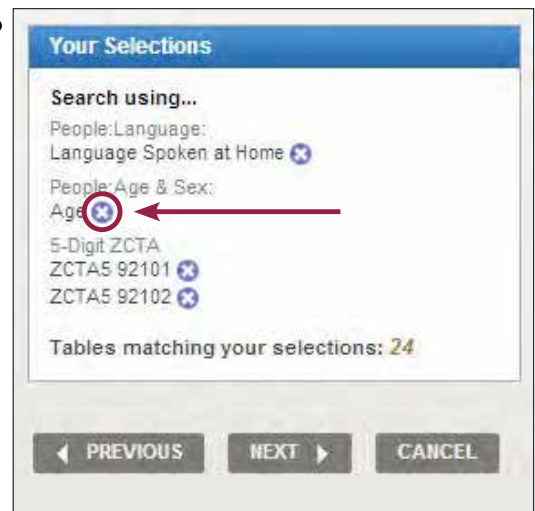 Your Selections
Search using...
People:Language:
Language Spoken at Home
People:Age & Sex:
Age
5-Digit ZCTA
ZCTA5 92101
ZCTA5 92102
Tables matching your selections: 24
PREVIOUS NEXT CANCEL